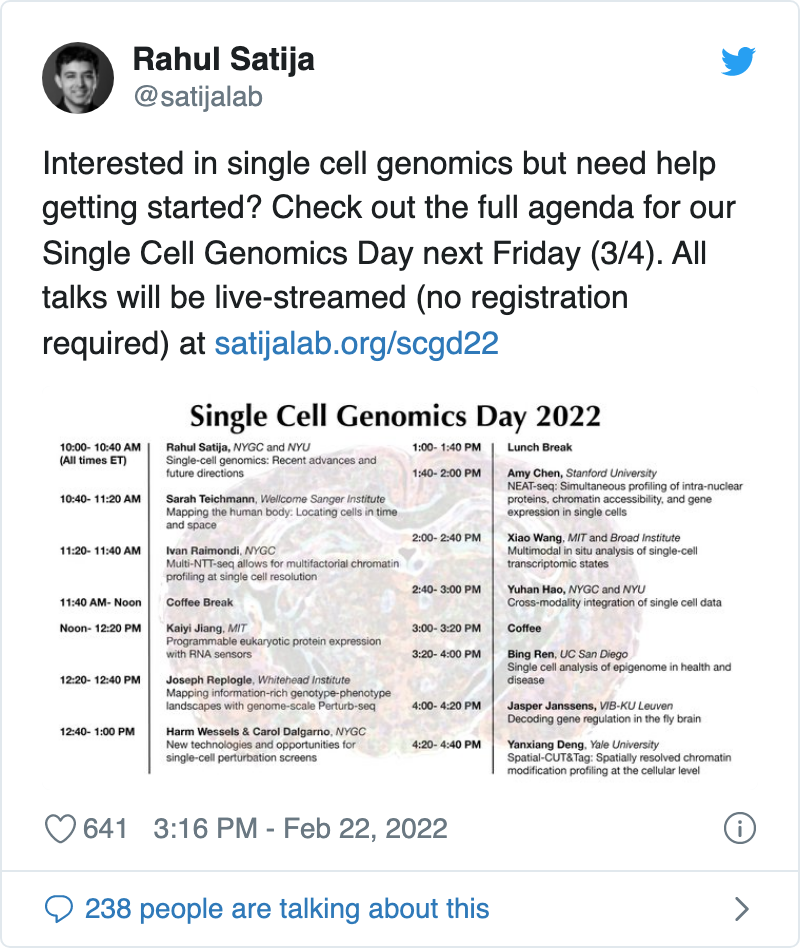 Rahul Satija
@satijalab
Interested in single cell genomics but need help
getting started? Check out the full agenda for our
Single Cell Genomics Day next Friday (3/4). All
talks will be live-streamed (no registration
required) at satijalab.org/scgd22
Single Cell Genomics Day 2022
10:00- 10:40 AM
(All times ET)
Rahul Satija, NYGC and NYU
Single-cell genomics: Recent advances and
future directions
10:40- 11:20 AM
Sarah Teichmann, Wellcome Sanger Institute
Mapping the human body: Locating cells in time
and space
11:20- 11:40 AM
Ivan Raimondi, NYGC
Multi-NTT-seq allows for multifactorial chromatin
profiling at single cell resolution
11:40 AM- Noon
Coffee Break
Noon- 12:20 PM
Kaiyi Jiang, MIT
Programmable eukaryotic protein expression
with RNA sensors
12:20- 12:40 PM
Joseph Replogle, Whitehead Institute
Mapping information-rich genotype-phenotype
landscapes with genome-scale Perturb-seq
12:40- 1:00 PM
Harm Wessels & Carol Dalgarno, NYGC
New technologies and opportunities for
single-cell perturbation screens
1:00- 1:40 PM
Lunch Break
1:40- 2:00 PM
Amy Chen, Stanford University
NEAT-seq: Simultaneous profiling of intra-nuclear
proteins, chromatin accessibility, and gene
expression in single cells
2:00- 2:40 PM
Xiao Wang, MIT and Broad Institute
Multimodal in situ analysis of single-cell
transcriptomic states
2:40- 3:00 PM
Yuhan Hao, NYGC and NYU
Cross-modality integration of single cell data
3:00- 3:20 PM
Coffee
3:20- 4:00 PM
Bing Ren, UC San Diego
Single cell analysis of epigenome in health and
disease
4:00- 4:20 PM
Jasper Janssens, VIB-KU Leuven
Decoding gene regulation in the fly brain
4:20- 4:40 PM
Yanxiang Deng, Yale University
Spatial-CUT&Tag: Spatially resolved chromatin
modification profiling at the cellular level
641 3:16 PM - Feb 22, 2022
238 people are talking about this